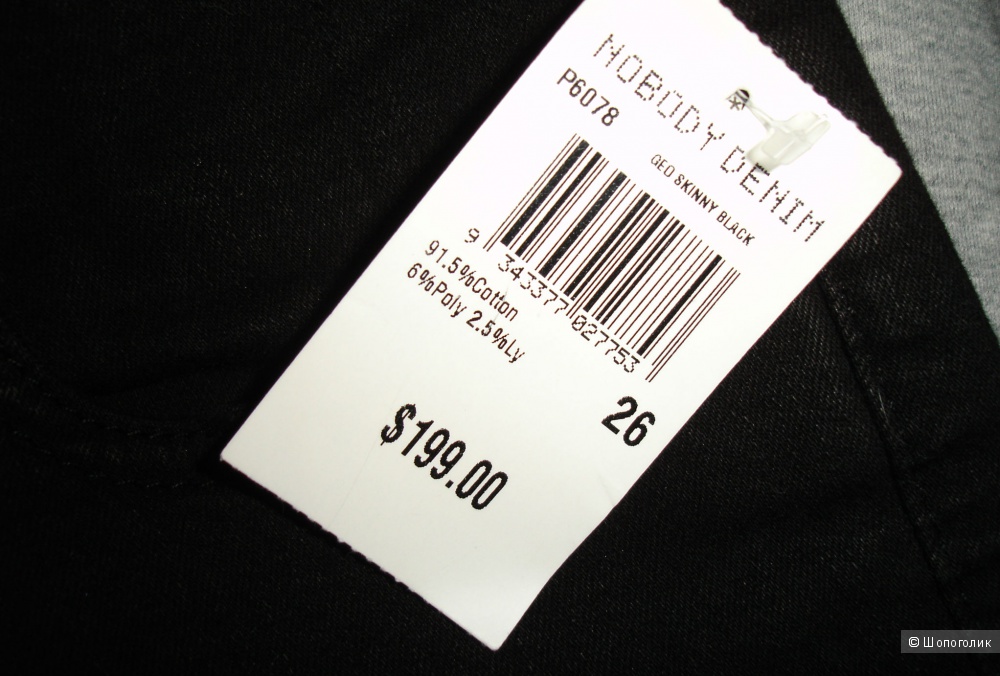 NOBODY DENIM
P6078
GEO SKINNY BLACK
9 343377 027753
91.5%Cotton
6%Poly 2.5%Ly
26
$199.00
© Шопоголик